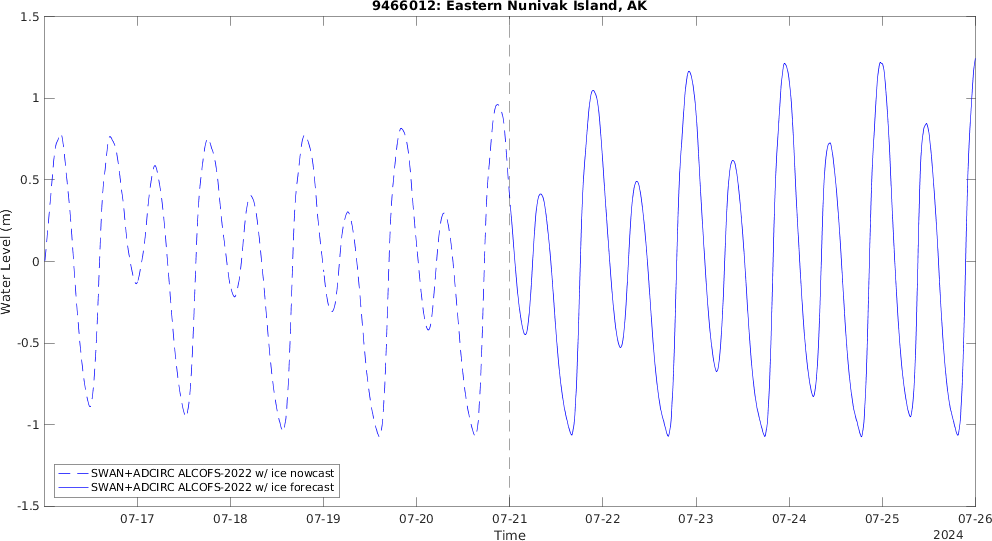 9466012: Eastern Nunivak Island, AK
1.5
1
0.5
0
-0.5
-1
-1.5
Water Level (m)
SWAN+ADCIRC ALCOFS-2022 w/ ice nowcast
SWAN+ADCIRC ALCOFS-2022 w/ ice forecast
07-17 07-18 07-19 07-20 07-21 07-22 07-23 07-24 07-25 07-26
Time
2024